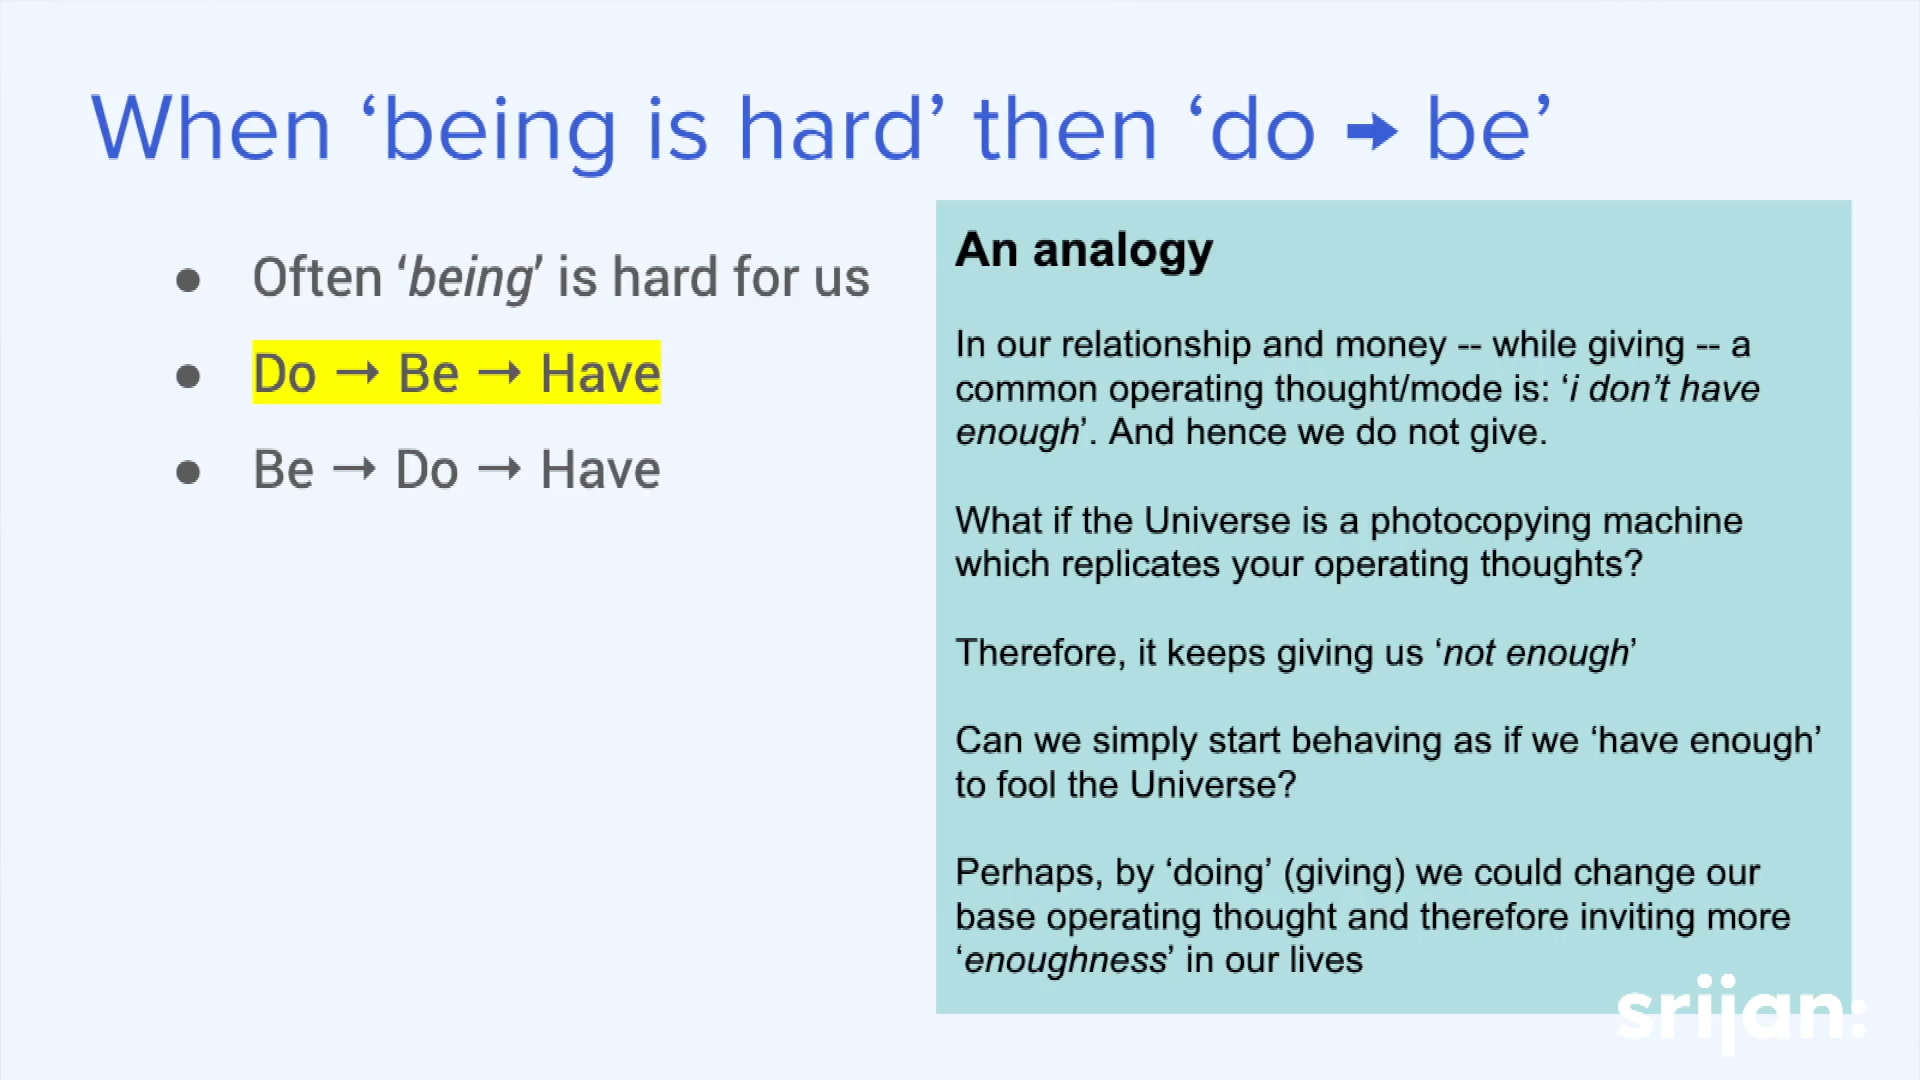 When ‘being is hard’ then ‘do → be’
● Often ‘being’ is hard for us
● Do → Be → Have
● Be → Do → Have
An analogy
In our relationship and money -- while giving -- a
common operating thought/mode is: ‘i don’t have
enough’. And hence we do not give.
What if the Universe is a photocopying machine
which replicates your operating thoughts?
Therefore, it keeps giving us ‘not enough’
Can we simply start behaving as if we ‘have enough’
to fool the Universe?
Perhaps, by ‘doing’ (giving) we could change our
base operating thought and therefore inviting more
‘enoughness’ in our lives
srijan: